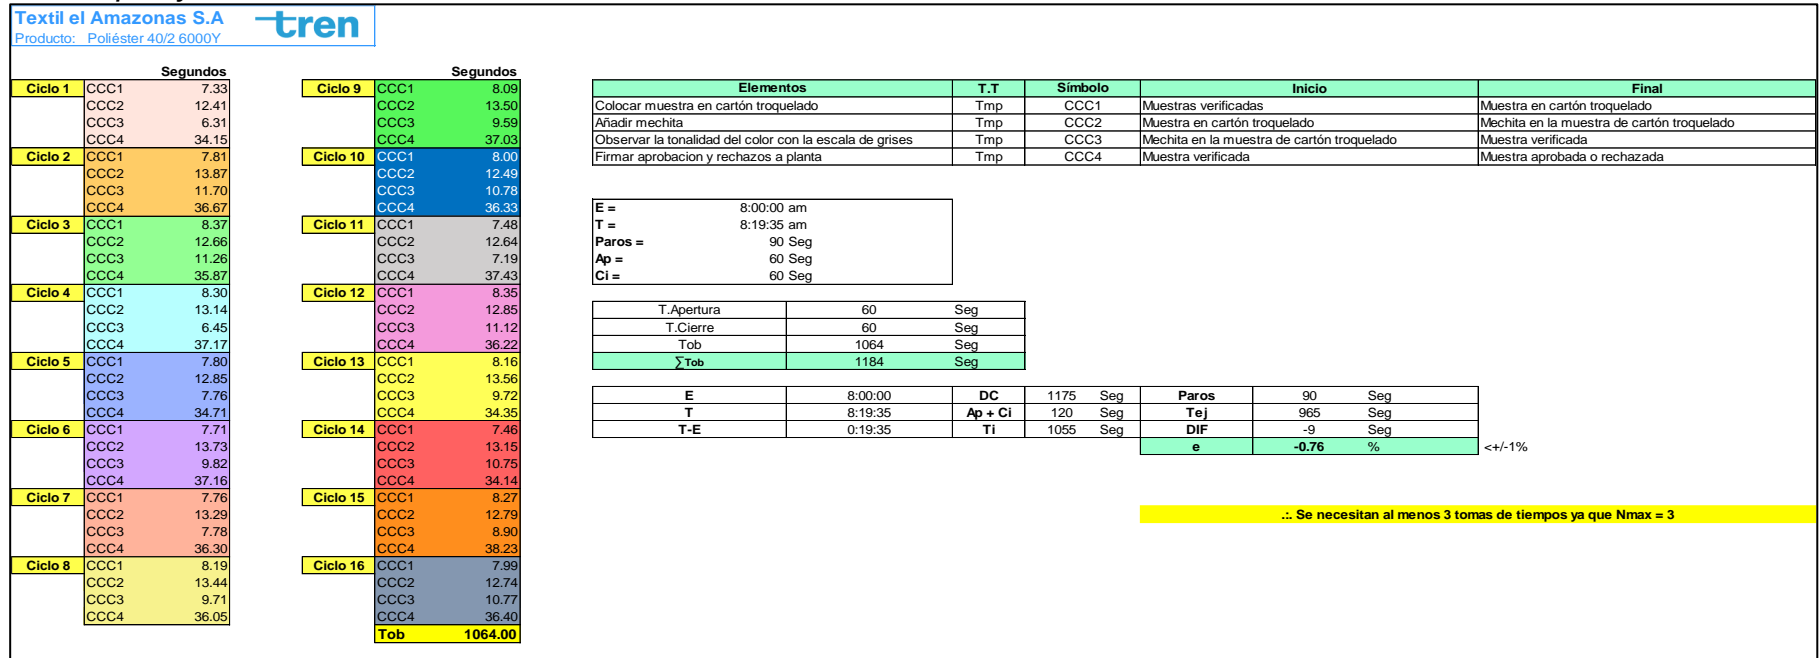 Textil el Amazonas S.A
tren
Producto: Poliéster 40/2 6000Y
Segundos
Ciclo 1 CCC1 7.33
CCC2 12.41
CCC3 6.31
CCC4 34.15
Ciclo 2 CCC1 7.81
CCC2 13.87
CCC3 11.70
CCC4 36.67
Ciclo 3 CCC1 8.37
CCC2 12.66
CCC3 11.26
CCC4 35.87
Ciclo 4 CCC1 8.30
CCC2 13.14
CCC3 6.45
CCC4 37.17
Ciclo 5 CCC1 7.80
CCC2 12.85
CCC3 7.76
CCC4 34.71
Ciclo 6 CCC1 7.71
CCC2 13.73
CCC3 9.82
CCC4 37.16
Ciclo 7 CCC1 7.76
CCC2 13.29
CCC3 7.78
CCC4 36.30
Ciclo 8 CCC1 8.19
CCC2 13.44
CCC3 9.71
CCC4 36.05
Segundos
Ciclo 9 CCC1 8.09
CCC2 13.50
CCC3 9.59
CCC4 37.03
Ciclo 10 CCC1 8.00
CCC2 12.49
CCC3 10.78
CCC4 36.33
Ciclo 11 CCC1 7.48
CCC2 12.64
CCC3 7.19
CCC4 37.43
Ciclo 12 CCC1 8.35
CCC2 12.85
CCC3 11.12
CCC4 36.22
Ciclo 13 CCC1 8.16
CCC2 13.56
CCC3 9.72
CCC4 34.35
Ciclo 14 CCC1 7.46
CCC2 13.15
CCC3 10.75
CCC4 34.14
Ciclo 15 CCC1 8.27
CCC2 12.79
CCC3 8.90
CCC4 38.23
Ciclo 16 CCC1 7.99
CCC2 12.74
CCC3 10.77
CCC4 36.40
Tob 1064.00
Elementos T.T Símbolo Inicio Final
Colocar muestra en cartón troquelado Tmp CCC1 Muestras verificadas Muestra en cartón troquelado
Añadir mechita Tmp CCC2 Muestra en cartón troquelado Mechita en la muestra de cartón troquelado
Observar la tonalidad del color con la escala de grises Tmp CCC3 Mechita en la muestra de cartón troquelado Muestra verificada
Firmar aprobacion y rechazos a planta Tmp CCC4 Muestra verificada Muestra aprobada o rechazada
E = 8:00:00 am
T = 8:19:35 am
Paros = 90 Seg
Ap = 60 Seg
Ci = 60 Seg
T.Apertura 60 Seg
T.Cierre 60 Seg
Tob 1064 Seg
∑Tob 1184 Seg
E 8:00:00 DC 1175 Seg Paros 90 Seg
T 8:19:35 Ap + Ci 120 Seg Tej 965 Seg
T-E 0:19:35 Ti 1055 Seg DIF -9 Seg
e -0.76 % <+/-1%
.:. Se necesitan al menos 3 tomas de tiempos ya que Nmax = 3